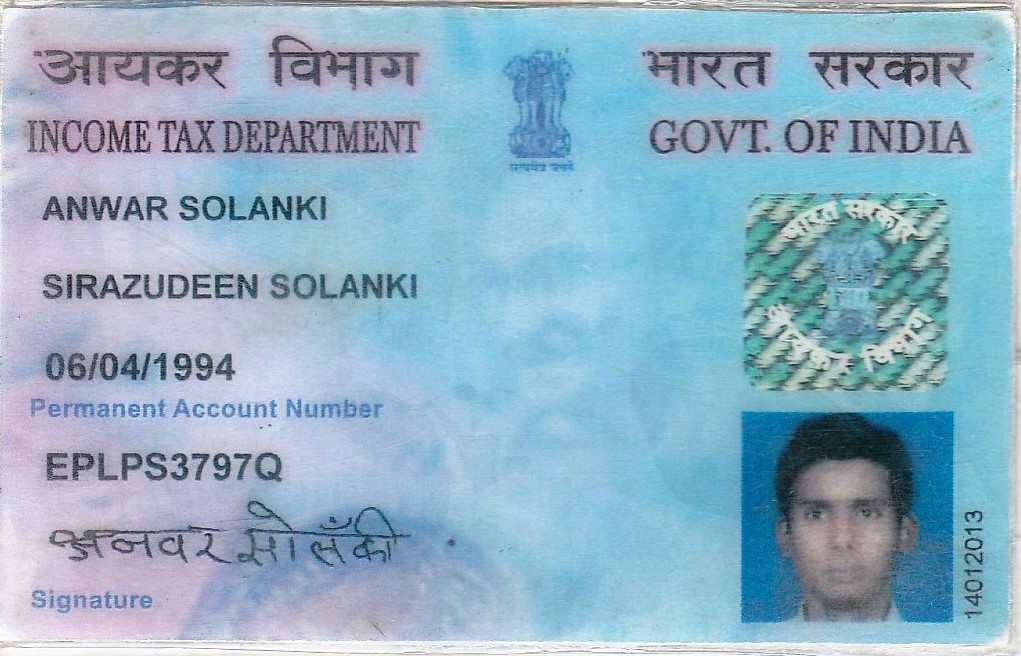 आयकर विभाग
INCOME TAX DEPARTMENT
भारत सरकार
GOVT. OF INDIA
सत्यमेव जयते
ANWAR SOLANKI
SIRAZUDEEN SOLANKI
06/04/1994
Permanent Account Number
EPLPS3797Q
अनवर सोलँकी
Signature
भारत सरकार
आयकर विभाग
14012013